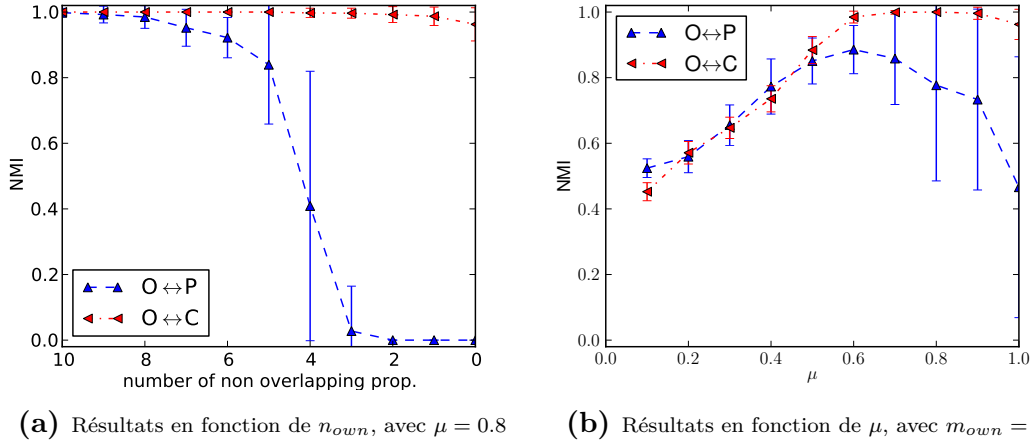 1.0
0.8
0.6
0.4
0.2
0.0
NMI
10 8 6 4 2 0
number of non overlapping prop.
O↔P
O↔C
(a) Résultats en fonction de n_own, avec μ = 0.8
1.0
0.8
0.6
0.4
0.2
0.0
NMI
0.0 0.2 0.4 0.6 0.8 1.0
μ
O↔P
O↔C
(b) Résultats en fonction de μ, avec m_own =